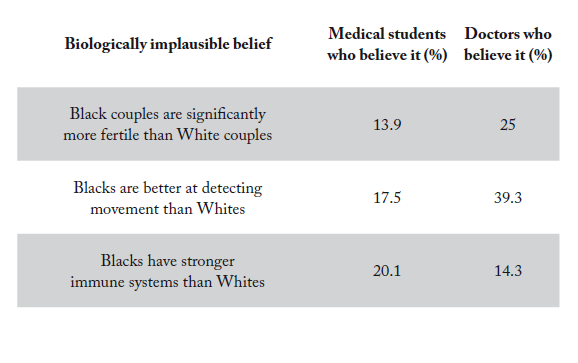 Biologically implausible belief
Medical students
who believe it (%)
Doctors who
believe it (%)
Black couples are significantly
more fertile than White couples
13.9
25
Blacks are better at detecting
movement than Whites
17.5
39.3
Blacks have stronger
immune systems than Whites
20.1
14.3